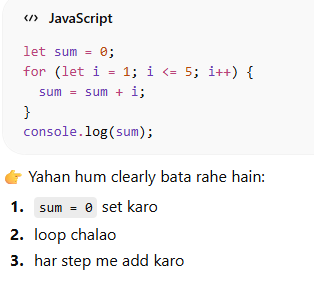 </> JavaScript
let sum = 0;
for (let i = 1; i <= 5; i++) {
  sum = sum + i;
}
console.log(sum);
👉 Yahan hum clearly bata rahe hain:
1. sum = 0 set karo
2. loop chalao
3. har step me add karo